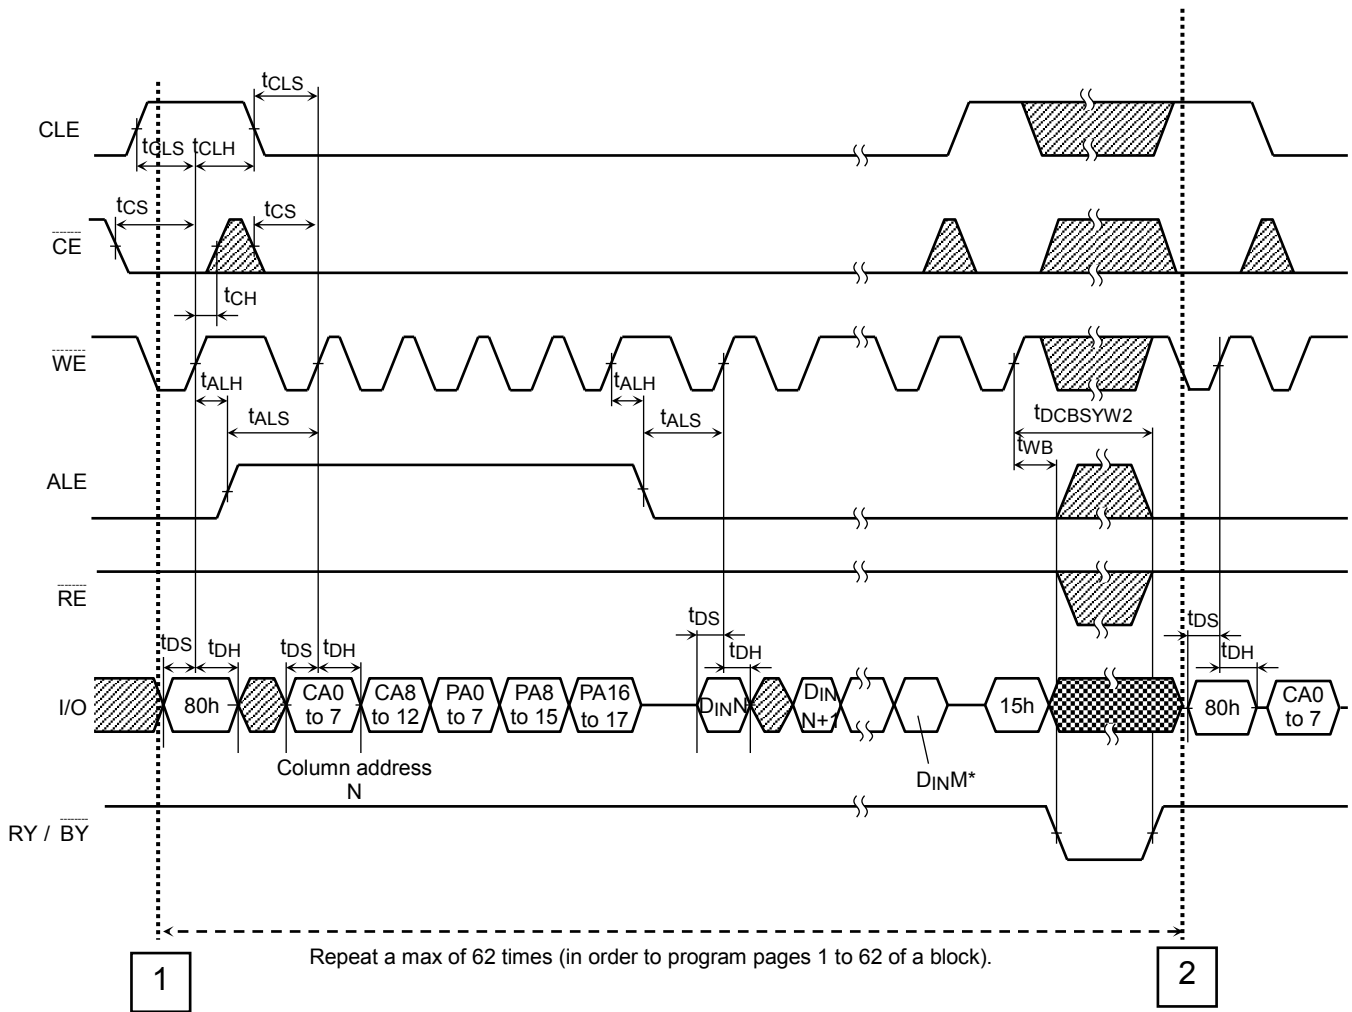 tCLS
CLE
tCLS tCLH
tCS tCS
CE
tCH
WE
tALH tALH
tALS tALS
tDCBSYW2
tWB
ALE
RE
tDS tDS
tDS tDH tDS tDH tDH tDH
I/O
80h
CA0 to 7
CA8 to 12
PA0 to 7
PA8 to 15
PA16 to 17
DINN
DIN N+1
15h
80h
CA0 to 7
Column address
N
DINM*
RY / BY
Repeat a max of 62 times (in order to program pages 1 to 62 of a block).
1
2